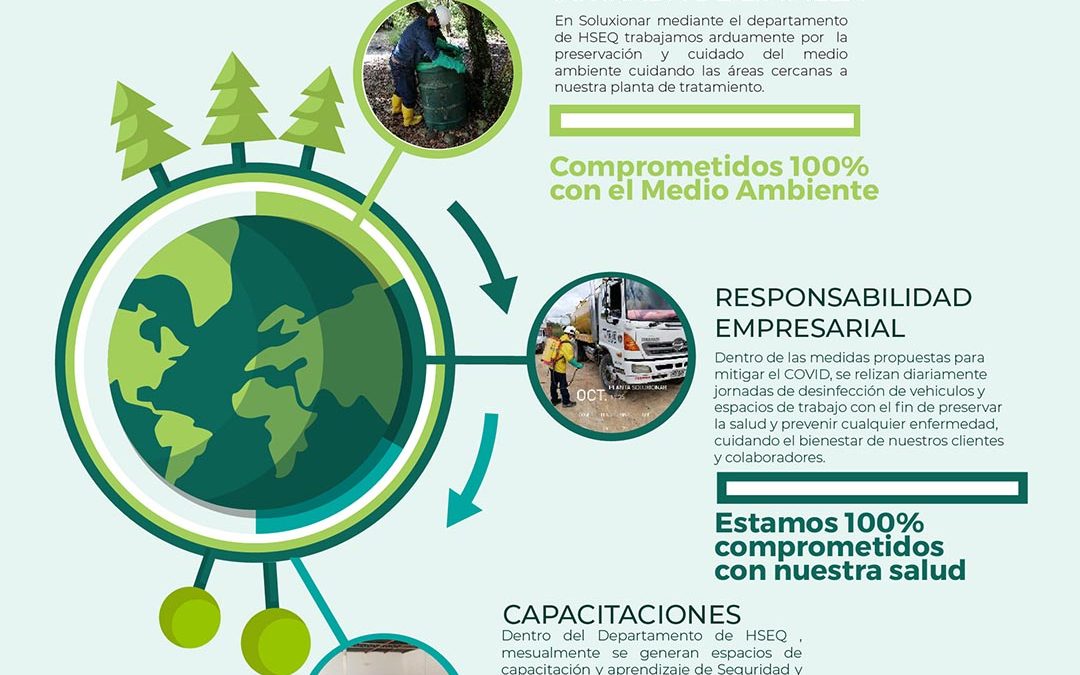 En Soluxionar mediante el departamento
de HSEQ trabajamos arduamente por la
preservación y cuidado del medio
ambiente cuidando las áreas cercanas a
nuestra planta de tratamiento.
Comprometidos 100%
con el Medio Ambiente
OCT.
PLANTA SOLUXIONAR
RESPONSABILIDAD
EMPRESARIAL
Dentro de las medidas propuestas para
mitigar el COVID, se relizan diariamente
jornadas de desinfección de vehiculos y
espacios de trabajo con el fin de preservar
la salud y prevenir cualquier enfermedad,
cuidando el bienestar de nuestros clientes
y colaboradores.
Estamos 100%
comprometidos
con nuestra salud
CAPACITACIONES
Dentro del Departamento de HSEQ ,
mesualmente se generan espacios de
capacitación y aprendizaje de Seguridad y